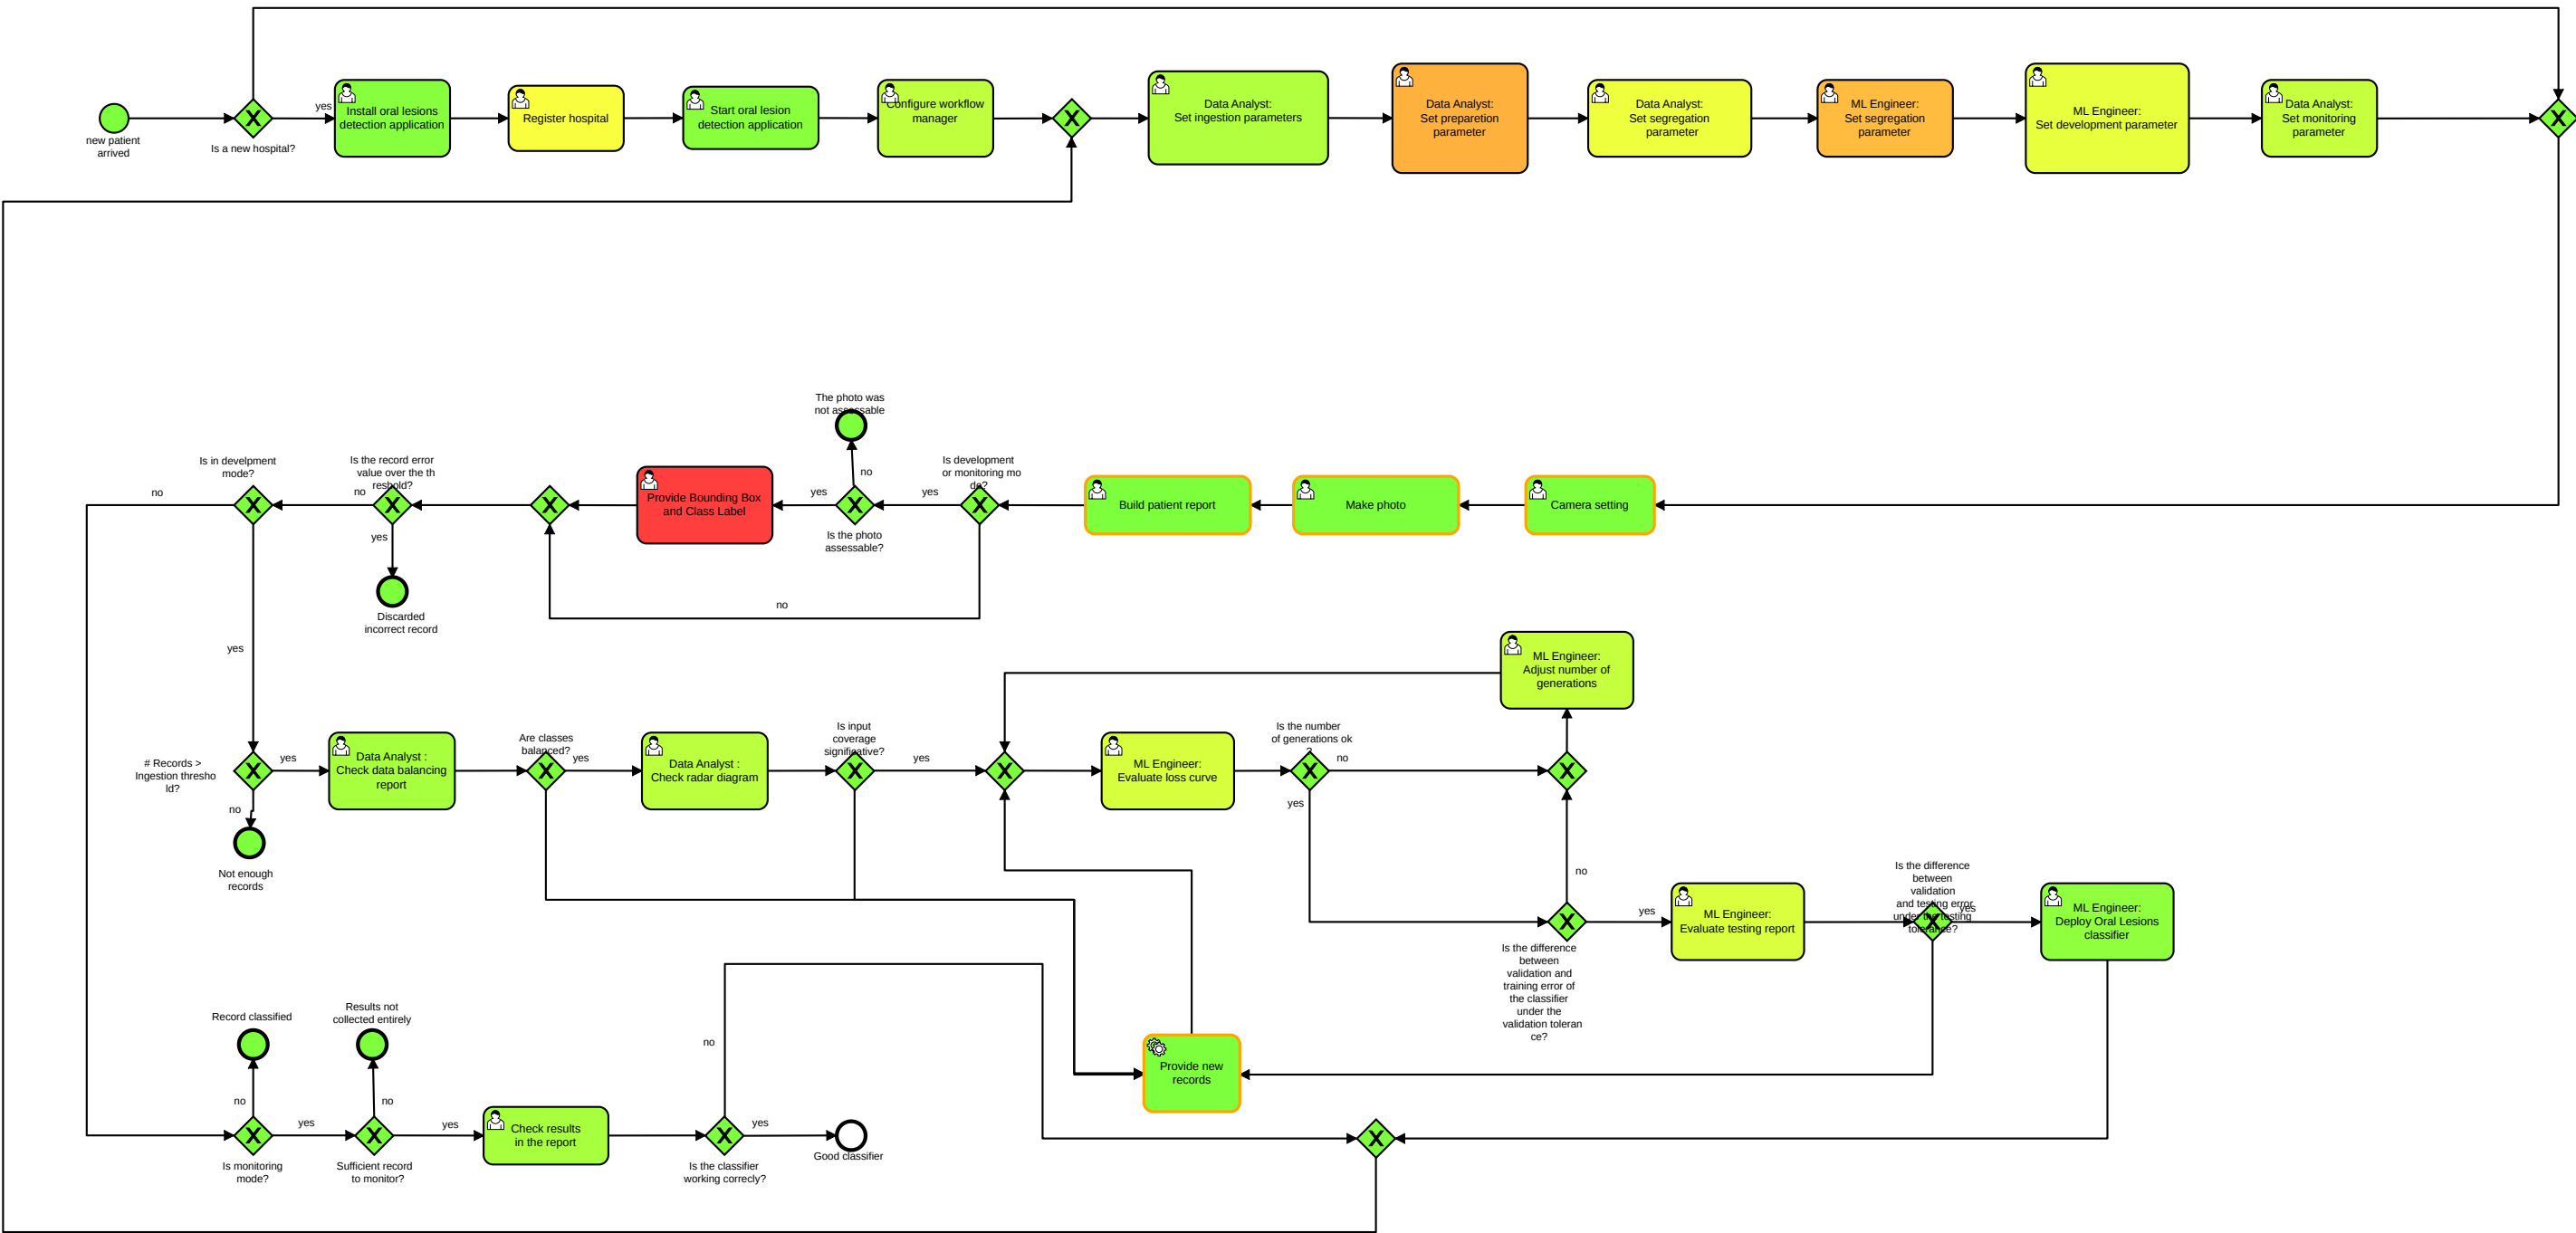 new patient
arrived
Is a new hospital?
yes
Install oral lesions
detection application
Register hospital
Start oral lesion
detection application
Configure workflow
manager
Data Analyst:
Set ingestion parameters
Data Analyst:
Set preparetion
parameter
Data Analyst:
Set segregation
parameter
ML Engineer:
Set segregation
parameter
ML Engineer:
Set development parameter
Data Analyst:
Set monitoring
parameter
Camera setting
Make photo
Build patient report
Is development
or monitoring mo
de?
yes
no
The photo was
not assessable
no
Is the photo
assessable?
yes
Provide Bounding Box
and Class Label
Is the record error
value over the th
reshold?
no
yes
Discarded
incorrect record
Is in develpment
mode?
no
yes
# Records >
Ingestion thresho
ld?
yes
no
Not enough
records
Data Analyst :
Check data balancing
report
Are classes
balanced?
yes
Data Analyst :
Check radar diagram
Is input
coverage
significative?
yes
ML Engineer:
Evaluate loss curve
Is the number
of generations ok
?
no
yes
ML Engineer:
Adjust number of
generations
no
Is the difference
between
validation and
training error of
the classifier
under the
validation toleran
ce?
yes
ML Engineer:
Evaluate testing report
Is the difference
between
validation
and testing error
under the testing
tolerance?
yes
ML Engineer:
Deploy Oral Lesions
classifier
Provide new
records
Record classified
no
Is monitoring
mode?
yes
Results not
collected entirely
no
Sufficient record
to monitor?
yes
Check results
in the report
no
Is the classifier
working correcly?
yes
Good classifier